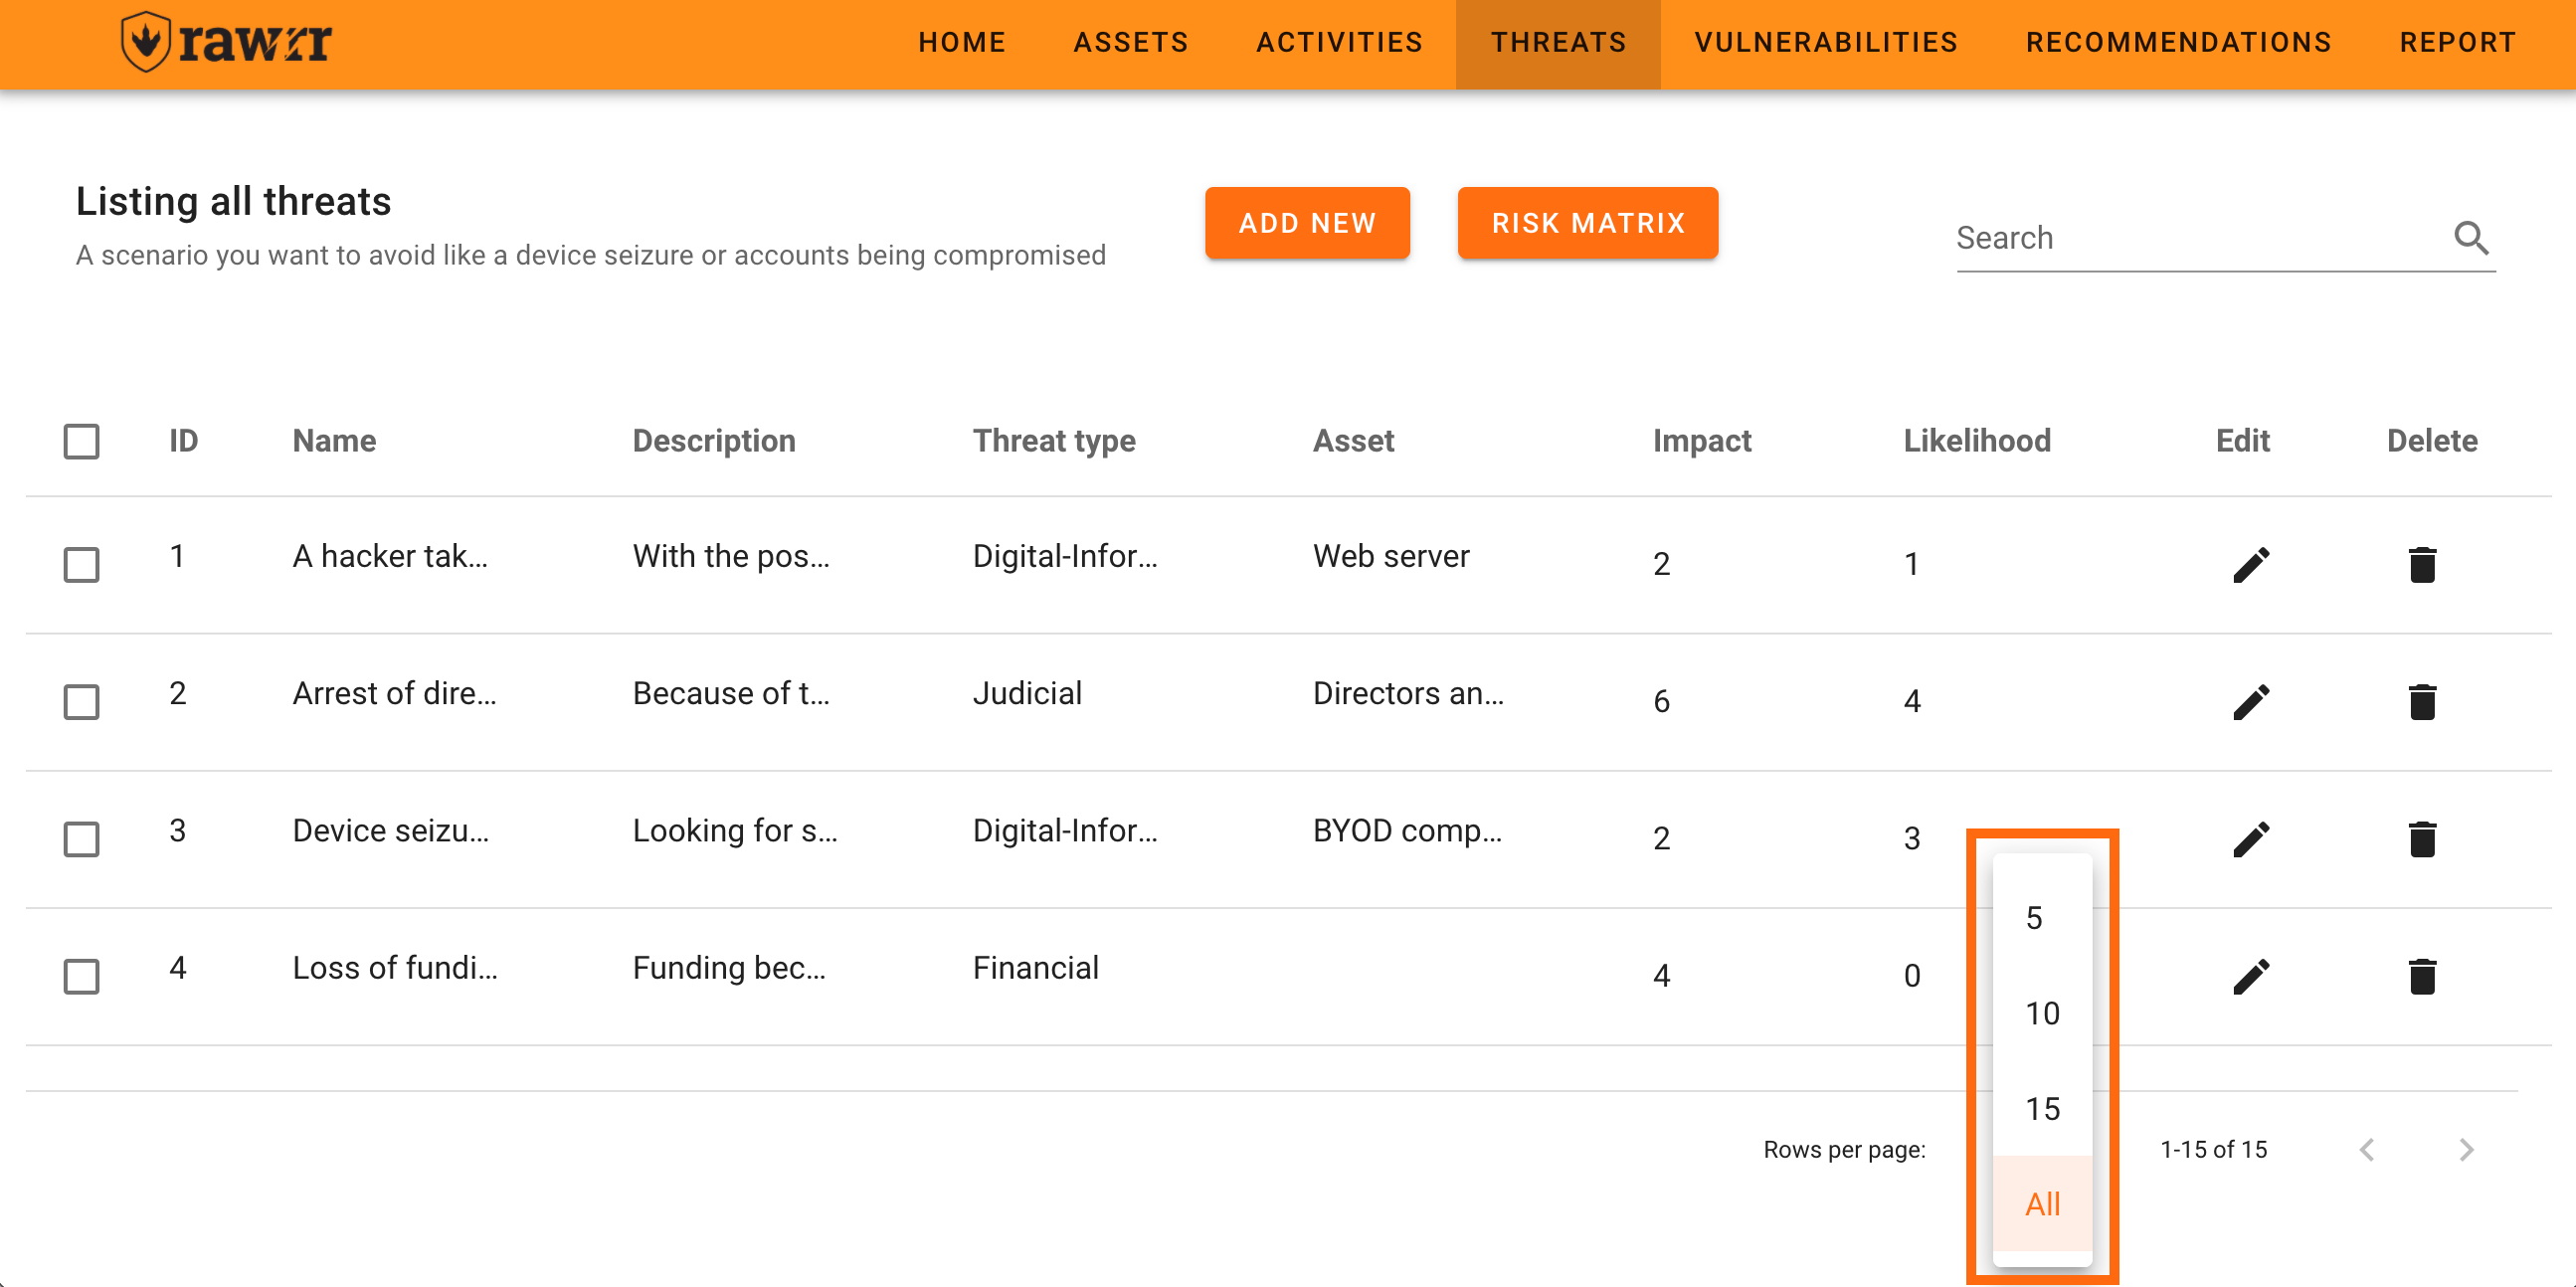 rawrr HOME ASSETS ACTIVITIES THREATS VULNERABILITIES RECOMMENDATIONS REPORT
Listing all threats
A scenario you want to avoid like a device seizure or accounts being compromised
ADD NEW RISK MATRIX
Search
ID Name Description Threat type Asset Impact Likelihood Edit Delete
1 A hacker tak... With the pos... Digital-Infor... Web server 2 1
2 Arrest of dire... Because of t... Judicial Directors an... 6 4
3 Device seizu... Looking for s... Digital-Infor... BYOD comp... 2 3
4 Loss of fundi... Funding bec... Financial 4 0
5
10
15
All
Rows per page: 1-15 of 15